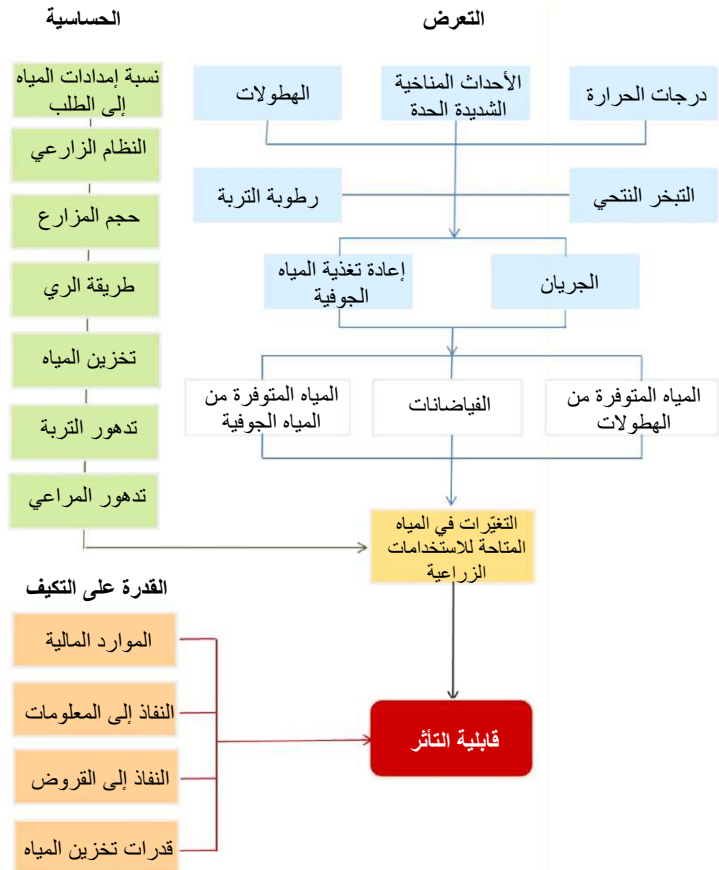 التعرض
درجات الحرارة
الأحداث المناخية
الشديدة الحدة
الهطولات
التبخر النتحي
رطوبة التربة
الجريان
إعادة تغذية المياه
الجوفية
المياه المتوفرة من
الهطولات
الفياضانات
المياه المتوفرة من
المياه الجوفية
التغيّرات في المياه
المتاحة للاستخدامات
الزراعية
قابلية التأثر
الحساسية
نسبة إمدادات المياه
إلى الطلب
النظام الزارعي
حجم المزارع
طريقة الري
تخزين المياه
تدهور التربة
تدهور المراعي
القدرة على التكيف
الموارد المالية
النفاذ إلى المعلومات
النفاذ إلى القروض
قدرات تخزين المياه